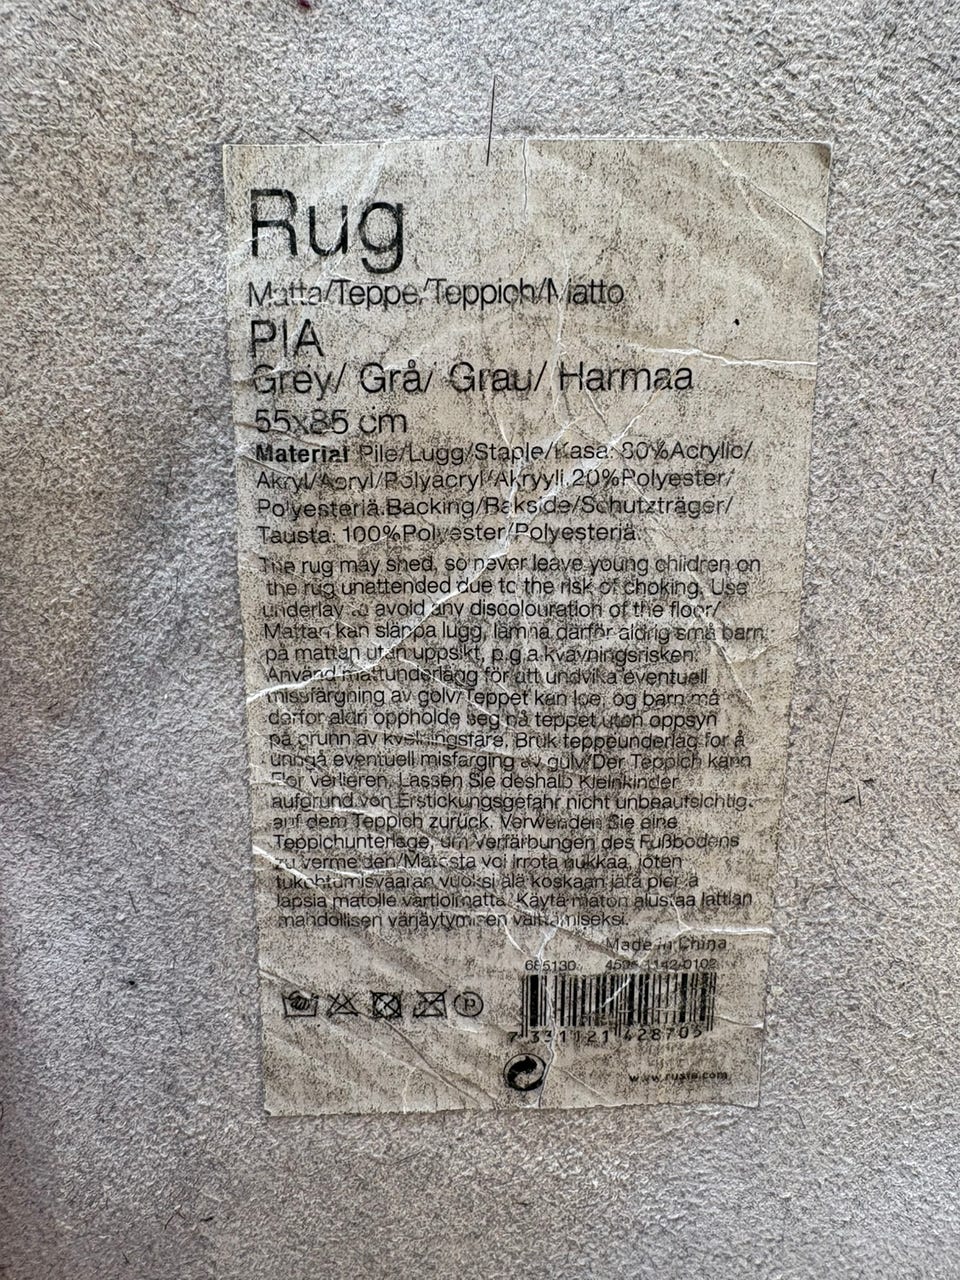 Rug
Matta/Teppe/Teppich/Matto
PIA
Grey/ Grå/ Grau/ Harmaa
55x85 cm
Material Pile/Lugg/Staple/Kasa: 80%Acrylic/
Akryl/Acryl/Polyacryl/Akryyli,20%Polyester/
Polyesteriä.Backing/Baksida/Schutzträger/
Tausta: 100%Polyester/Polyesteriä.
The rug may shed, so never leave young children on
the rug unattended due to the risk of choking. Use
underlay to avoid any discolouration of the floor/
Mattan kan släppa lugg, lämna därför aldrig små barn
på mattan utan uppsikt, p.g.a.kvävningsrisken.
Använd mattunderlägg för att undvika eventuell
missfärgning av golv/Teppet kan loe, og barn må
derfor aldri oppholde seg på teppet uten oppsyn
på grunn av kvelningsfare. Bruk teppeunderlag for å
unngå eventuell misfarging av gulv/Der Teppich kann
Flor verlieren. Lassen Sie deshalb Kleinkinder
aufgrund von Erstickungsgefahr nicht unbeaufsichtigt
auf dem Teppich zurück. Verwenden Sie eine
Teppichunterlage, um Verfärbungen des Fußbodens
zu vermeiden/Matosta voi irrota nukkaa, joten
tukehtumisvaaran vuoksi älä koskaan jätä pieniä
lapsia matolle vartioimatta. Käytä maton alustaa lattian
mahdollisen värjäytymisen välttämiseksi.
Made in China
665130 4595-1142-0102
7 331121 428705
P
www.rusta.com